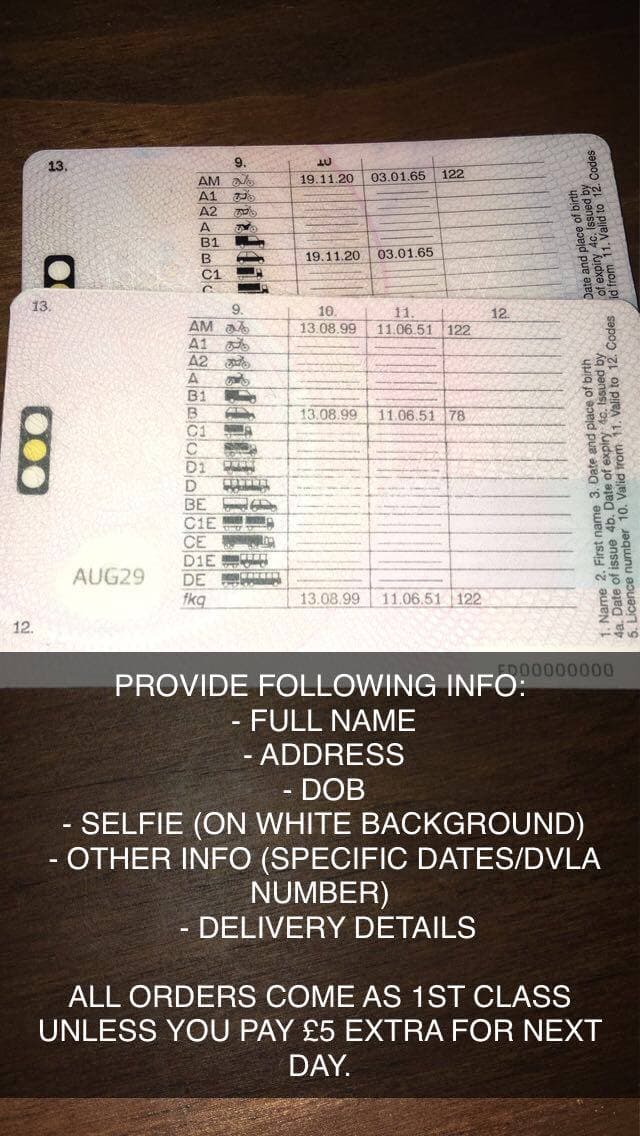 13.
9.
10
AM 19.11.20 03.01.65 122
A1
A2
A
B1
B 19.11.20 03.01.65
C1
C
Date and place of birth
of expiry 4c. Issued by
d from 11. Valid to 12. Codes
13.
9. 10. 11. 12.
AM 13.08.99 11.06.51 122
A1
A2
A
B1
B 13.08.99 11.06.51 78
C1
C
D1
D
BE
C1E
CE
D1E
DE
fkq 13.08.99 11.06.51 122
AUG29
12.
1. Name 2. First name 3. Date and place of birth
4a. Date of issue 4b. Date of expiry 4c. Issued by
5. Licence number 10. Valid from 11. Valid to 12. Codes
FD00000000
PROVIDE FOLLOWING INFO:
- FULL NAME
- ADDRESS
- DOB
- SELFIE (ON WHITE BACKGROUND)
- OTHER INFO (SPECIFIC DATES/DVLA
NUMBER)
- DELIVERY DETAILS
ALL ORDERS COME AS 1ST CLASS
UNLESS YOU PAY £5 EXTRA FOR NEXT
DAY.